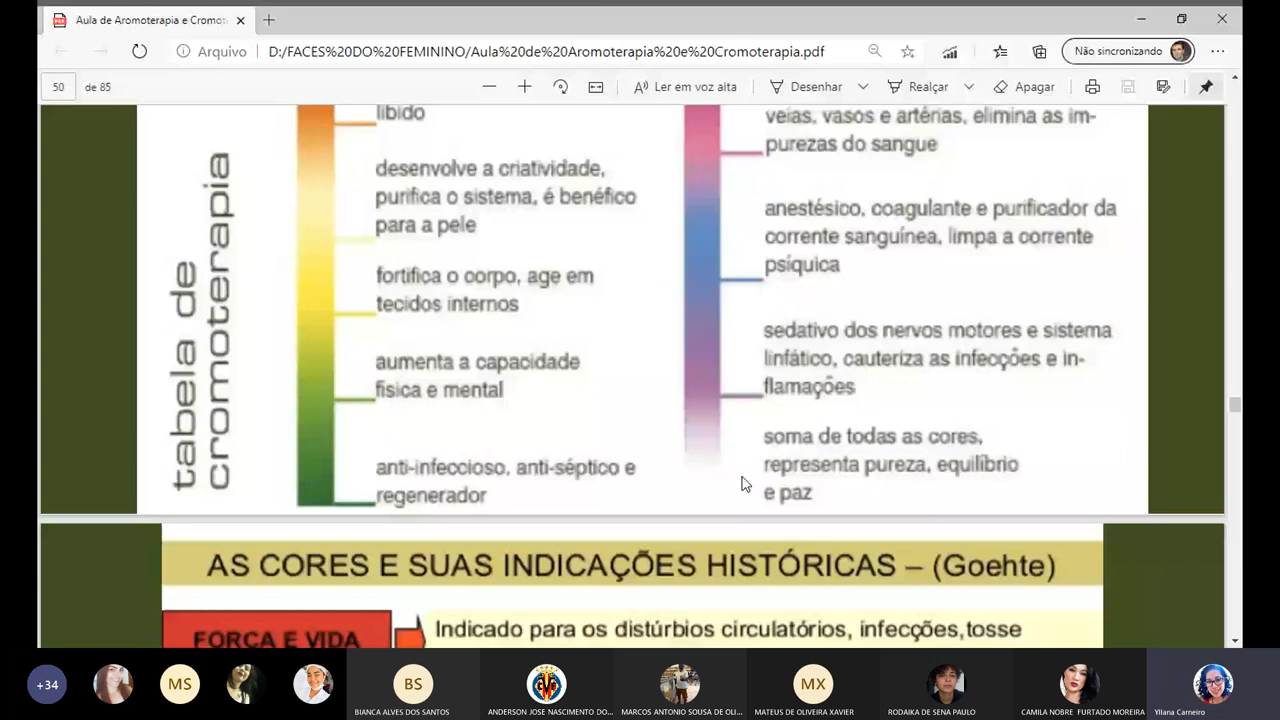 Aula de Aromoterapia e Cromot
Arquivo
D:/FACES%20DO%20FEMININO/Aula%20de%20Aromoterapia%20e%20Cromoterapia.pdf
Não sincronizando
50 de 85
Ler em voz alta
Desenhar
Realçar
Apagar
tabela de
cromoterapia
libido
desenvolve a criatividade,
purifica o sistema, é benéfico
para a pele
fortifica o corpo, age em
tecidos internos
aumenta a capacidade
física e mental
anti-infeccioso, anti-séptico e
regenerador
veias, vasos e artérias, elimina as im-
purezas do sangue
anestésico, coagulante e purificador da
corrente sanguínea, limpa a corrente
psíquica
sedativo dos nervos motores e sistema
linfático, cauteriza as infecções e in-
flamações
soma de todas as cores,
representa pureza, equilíbrio
e paz
AS CORES E SUAS INDICAÇÕES HISTÓRICAS – (Goehte)
FORÇA E VIDA
Indicado para os distúrbios circulatórios, infecções,tosse
+34
MS
BS
MX
BIANCA ALVES DOS SANTOS
ANDERSON JOSE NASCIMENTO DO...
MARCOS ANTONIO SOUSA DE OLI...
MATEUS DE OLIVEIRA XAVIER
RODAIKA DE SENA PAULO
CAMILA NOBRE FURTADO MOREIRA
Yllana Carneiro